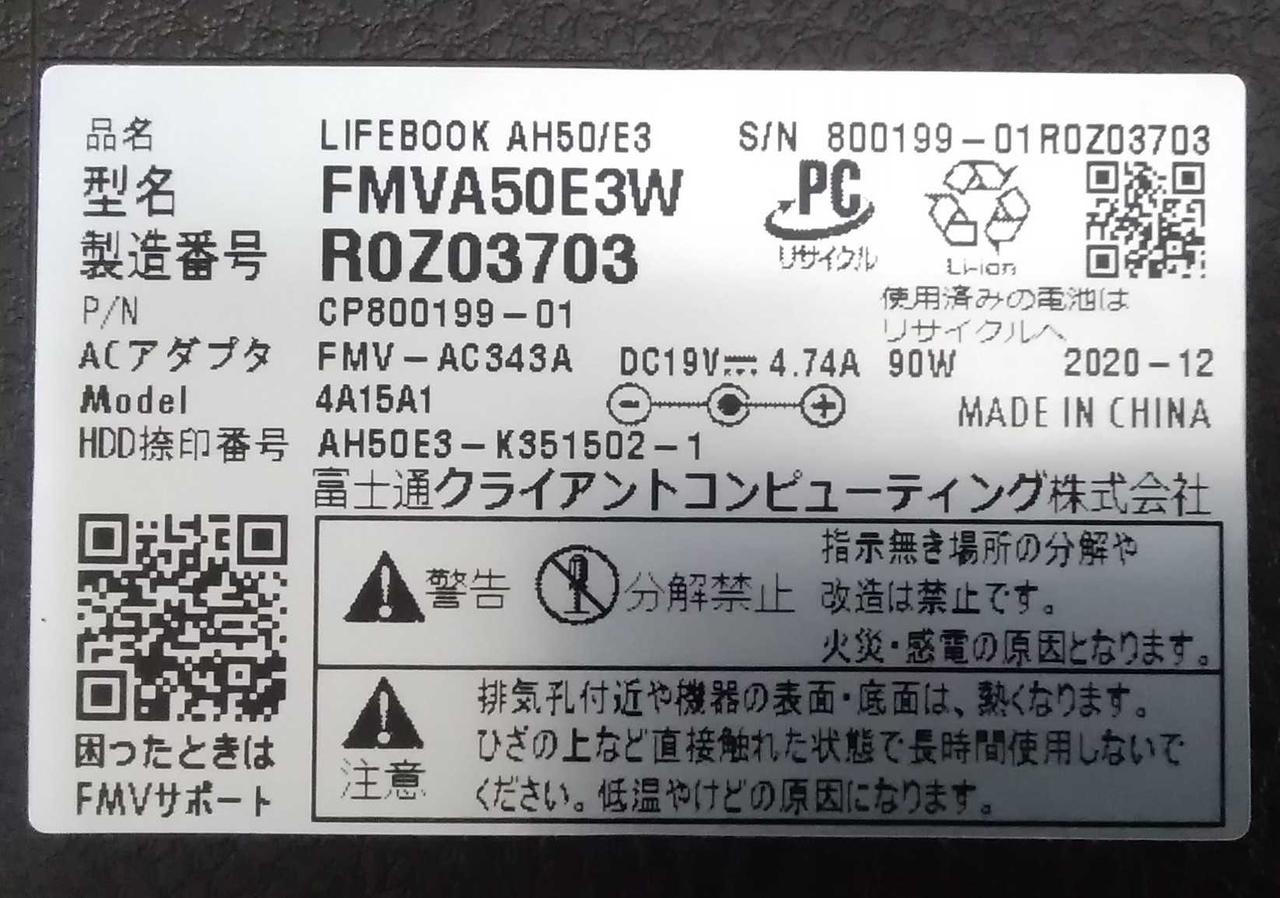 品名 LIFEBOOK AH50/E3 S/N 800199-01R0Z03703
型名 FMVA50E3W
製造番号 R0Z03703
PC
リサイクル
Li-ion
使用済みの電池は
リサイクルへ
P/N CP800199-01
ACアダプタ FMV-AC343A DC19V⎓4.74A 90W 2020-12
Model 4A15A1 MADE IN CHINA
HDD捺印番号 AH50E3-K351502-1
富士通クライアントコンピューティング株式会社
警告 分解禁止
指示無き場所の分解や
改造は禁止です。
火災・感電の原因となります。
注意
排気孔付近や機器の表面・底面は、熱くなります。
ひざの上など直接触れた状態で長時間使用しないで
ください。低温やけどの原因になります。
困ったときは
FMVサポート